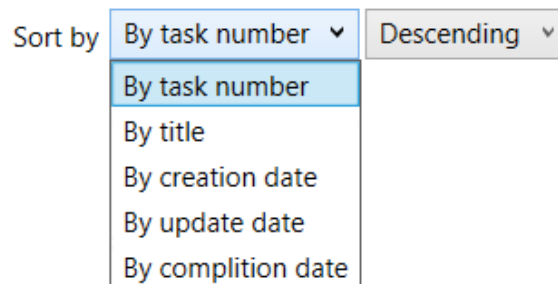 Sort by By task number Descending
By task number
By title
By creation date
By update date
By complition date